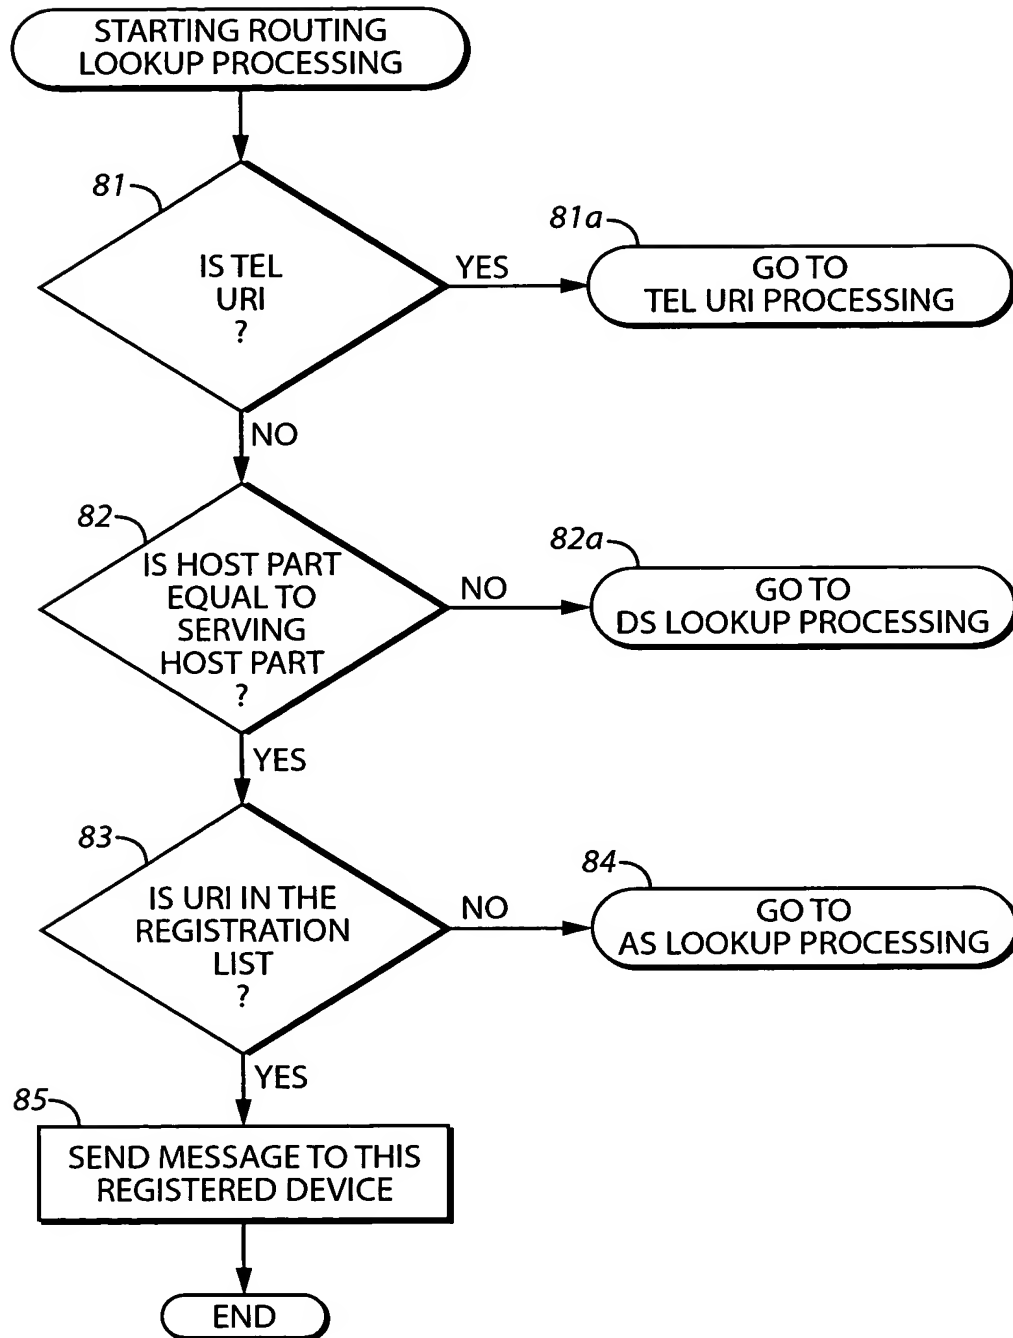 STARTING ROUTING
LOOKUP PROCESSING
81
IS TEL
URI
?
YES
81a
GO TO
TEL URI PROCESSING
NO
82
IS HOST PART
EQUAL TO
SERVING
HOST PART
?
NO
82a
GO TO
DS LOOKUP PROCESSING
YES
83
IS URI IN THE
REGISTRATION
LIST
?
NO
84
GO TO
AS LOOKUP PROCESSING
YES
85
SEND MESSAGE TO THIS
REGISTERED DEVICE
END